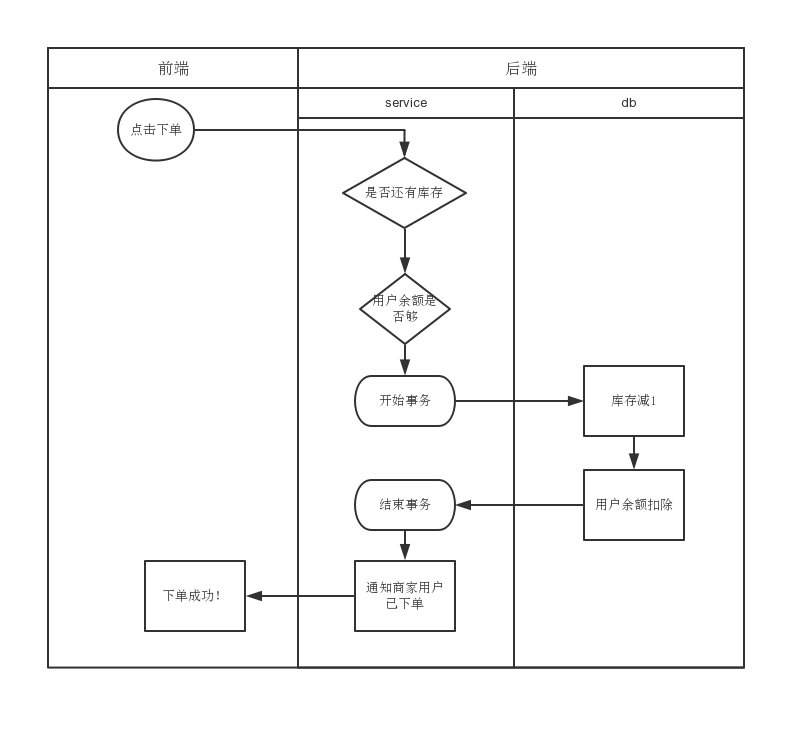 前端
后端
service
db
点击下单
是否还有库存
用户余额是
否够
开始事务
库存减1
结束事务
用户余额扣除
下单成功!
通知商家用户
已下单